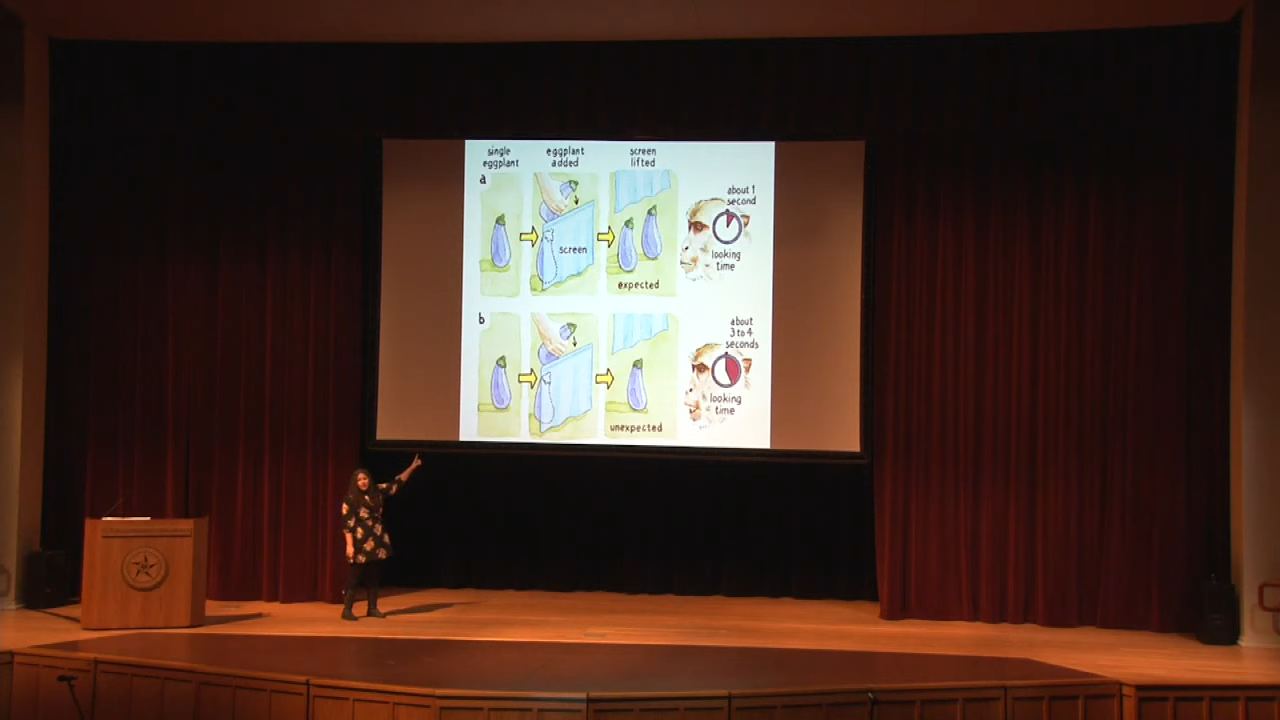 single
eggplant
eggplant
added
screen
lifted
a
screen
expected
about 1
second
looking
time
b
unexpected
about
3 to 4
seconds
looking
time